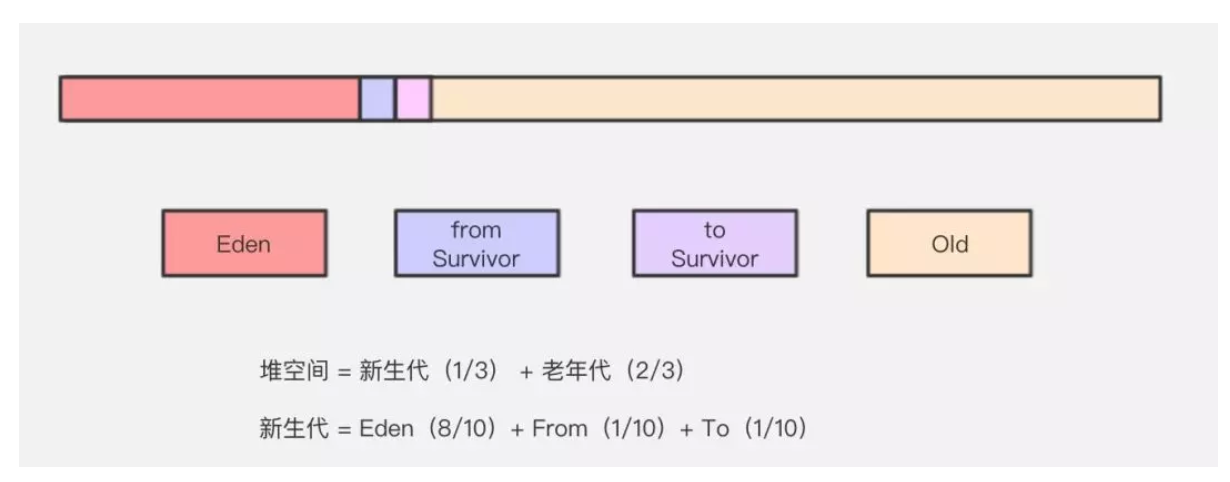 Eden
from
Survivor
to
Survivor
Old
堆空间 = 新生代（1/3） + 老年代（2/3）
新生代 = Eden（8/10）+ From（1/10）+ To（1/10）